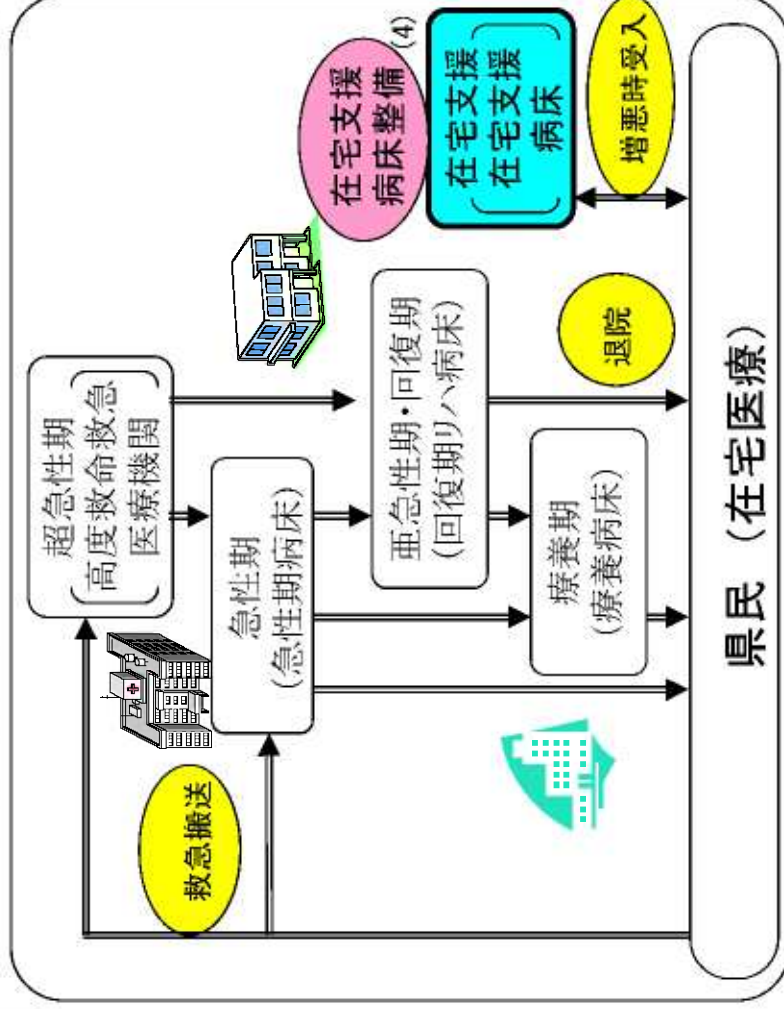 超急性期
高度救命救急
医療機関
救急搬送
急性期
(急性期病床)
在宅支援
病床整備
(4)
在宅支援
在宅支援
病床
亜急性期・回復期
(回復期リハ病床)
療養期
(療養病床)
退院
増悪時受入
県民（在宅医療）